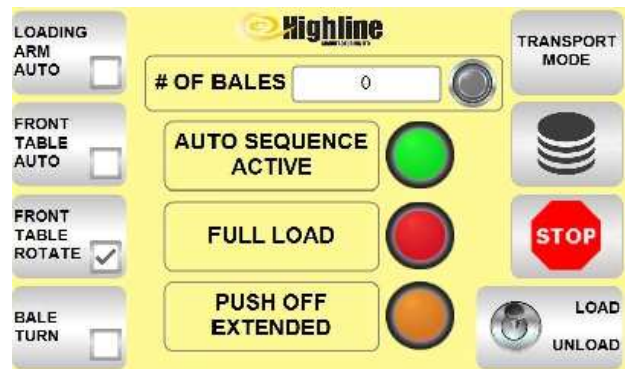 LOADING
ARM
AUTO
Highline
TRANSPORT
MODE
# OF BALES
0
FRONT
TABLE
AUTO
AUTO SEQUENCE
ACTIVE
FRONT
TABLE
ROTATE
FULL LOAD
STOP
BALE
TURN
PUSH OFF
EXTENDED
LOAD
UNLOAD